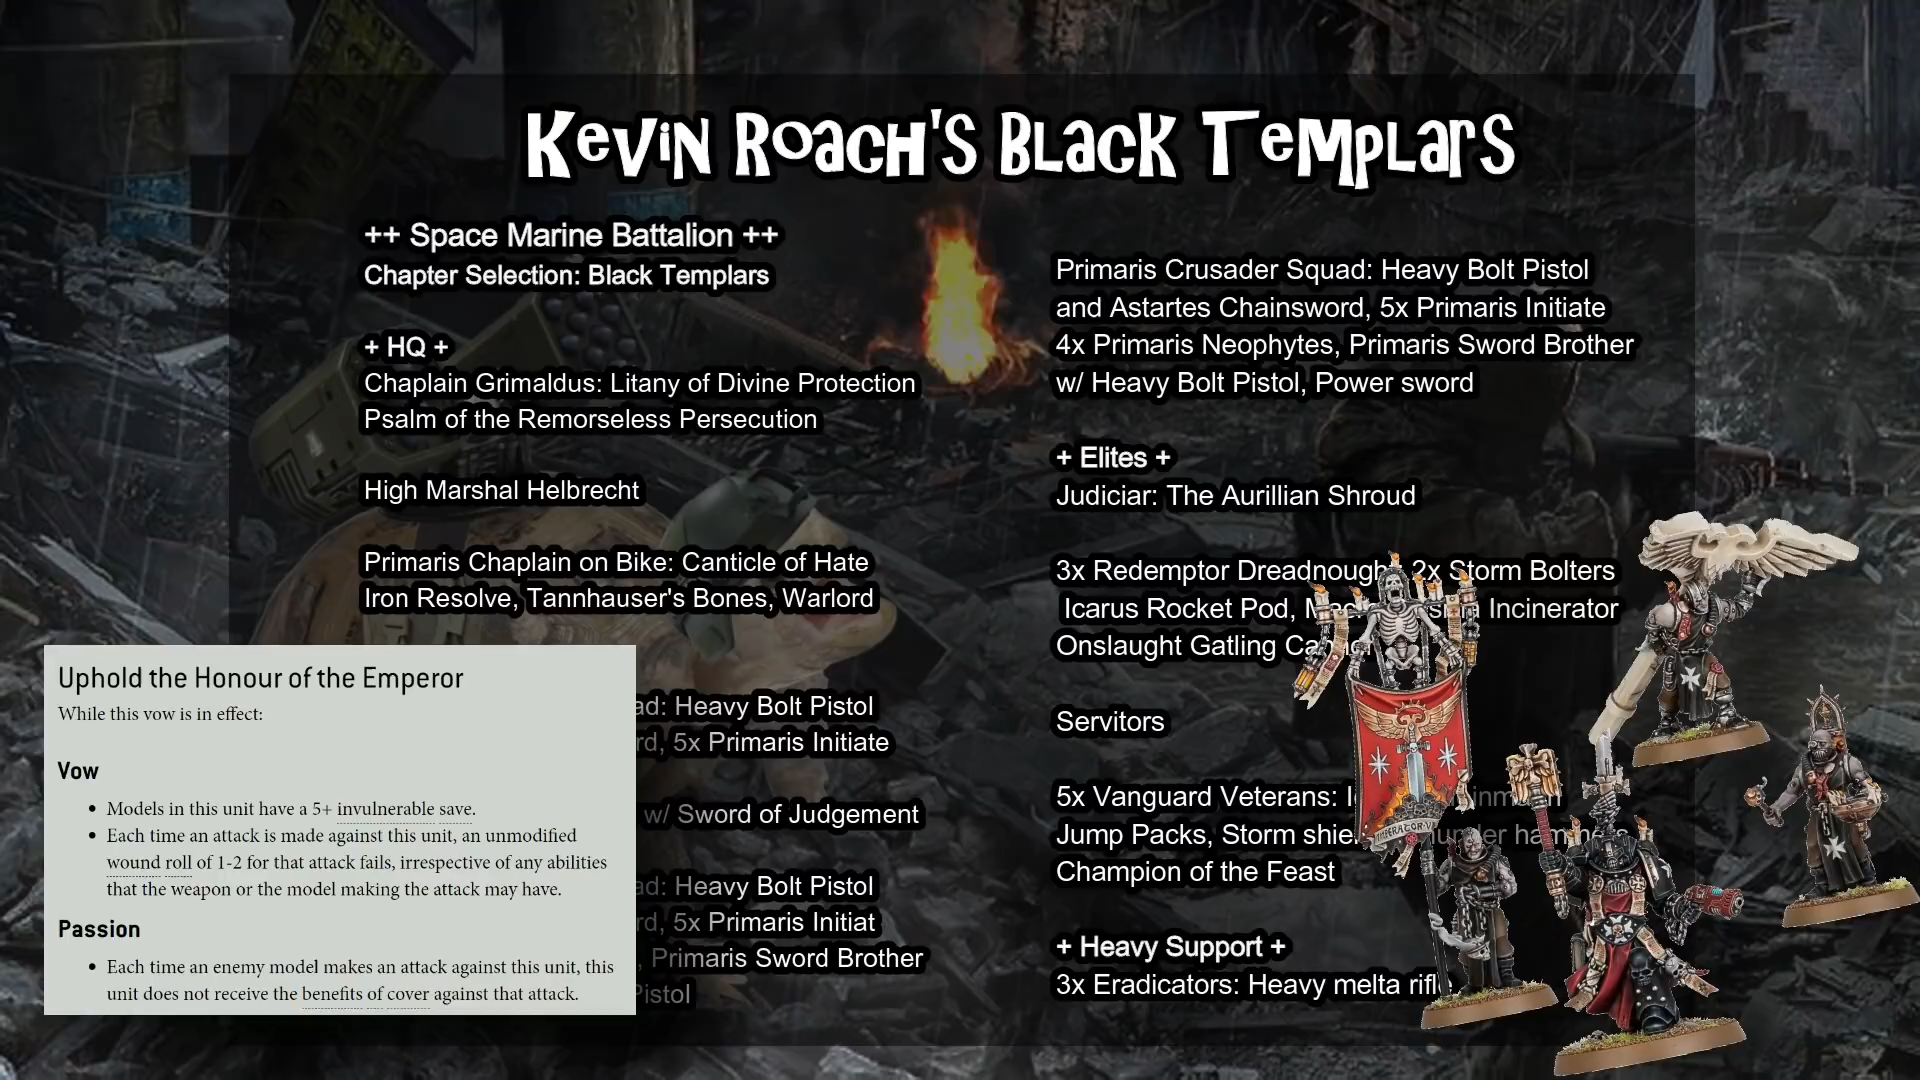 Kevin Roach's Black Templars
++ Space Marine Battalion ++
Chapter Selection: Black Templars
+ HQ +
Chaplain Grimaldus: Litany of Divine Protection
Psalm of the Remorseless Persecution
High Marshal Helbrecht
Primaris Chaplain on Bike: Canticle of Hate
Iron Resolve, Tannhauser's Bones, Warlord
Heavy Bolt Pistol
5x Primaris Initiate
w/ Sword of Judgement
Heavy Bolt Pistol
5x Primaris Initiat
, Primaris Sword Brother
Pistol
Uphold the Honour of the Emperor
While this vow is in effect:
Vow
• Models in this unit have a 5+ invulnerable save.
• Each time an attack is made against this unit, an unmodified
wound roll of 1-2 for that attack fails, irrespective of any abilities
that the weapon or the model making the attack may have.
Passion
• Each time an enemy model makes an attack against this unit, this
unit does not receive the benefits of cover against that attack.
Primaris Crusader Squad: Heavy Bolt Pistol
and Astartes Chainsword, 5x Primaris Initiate
4x Primaris Neophytes, Primaris Sword Brother
w/ Heavy Bolt Pistol, Power sword
+ Elites +
Judiciar: The Aurillian Shroud
3x Redemptor Dreadnought 2x Storm Bolters
Icarus Rocket Pod, Incinerator
Onslaught Gatling
Servitors
5x Vanguard Veterans:
Jump Packs, Storm
Champion of the Feast
+ Heavy Support +
3x Eradicators: Heavy melta rifle
IMPERATOR